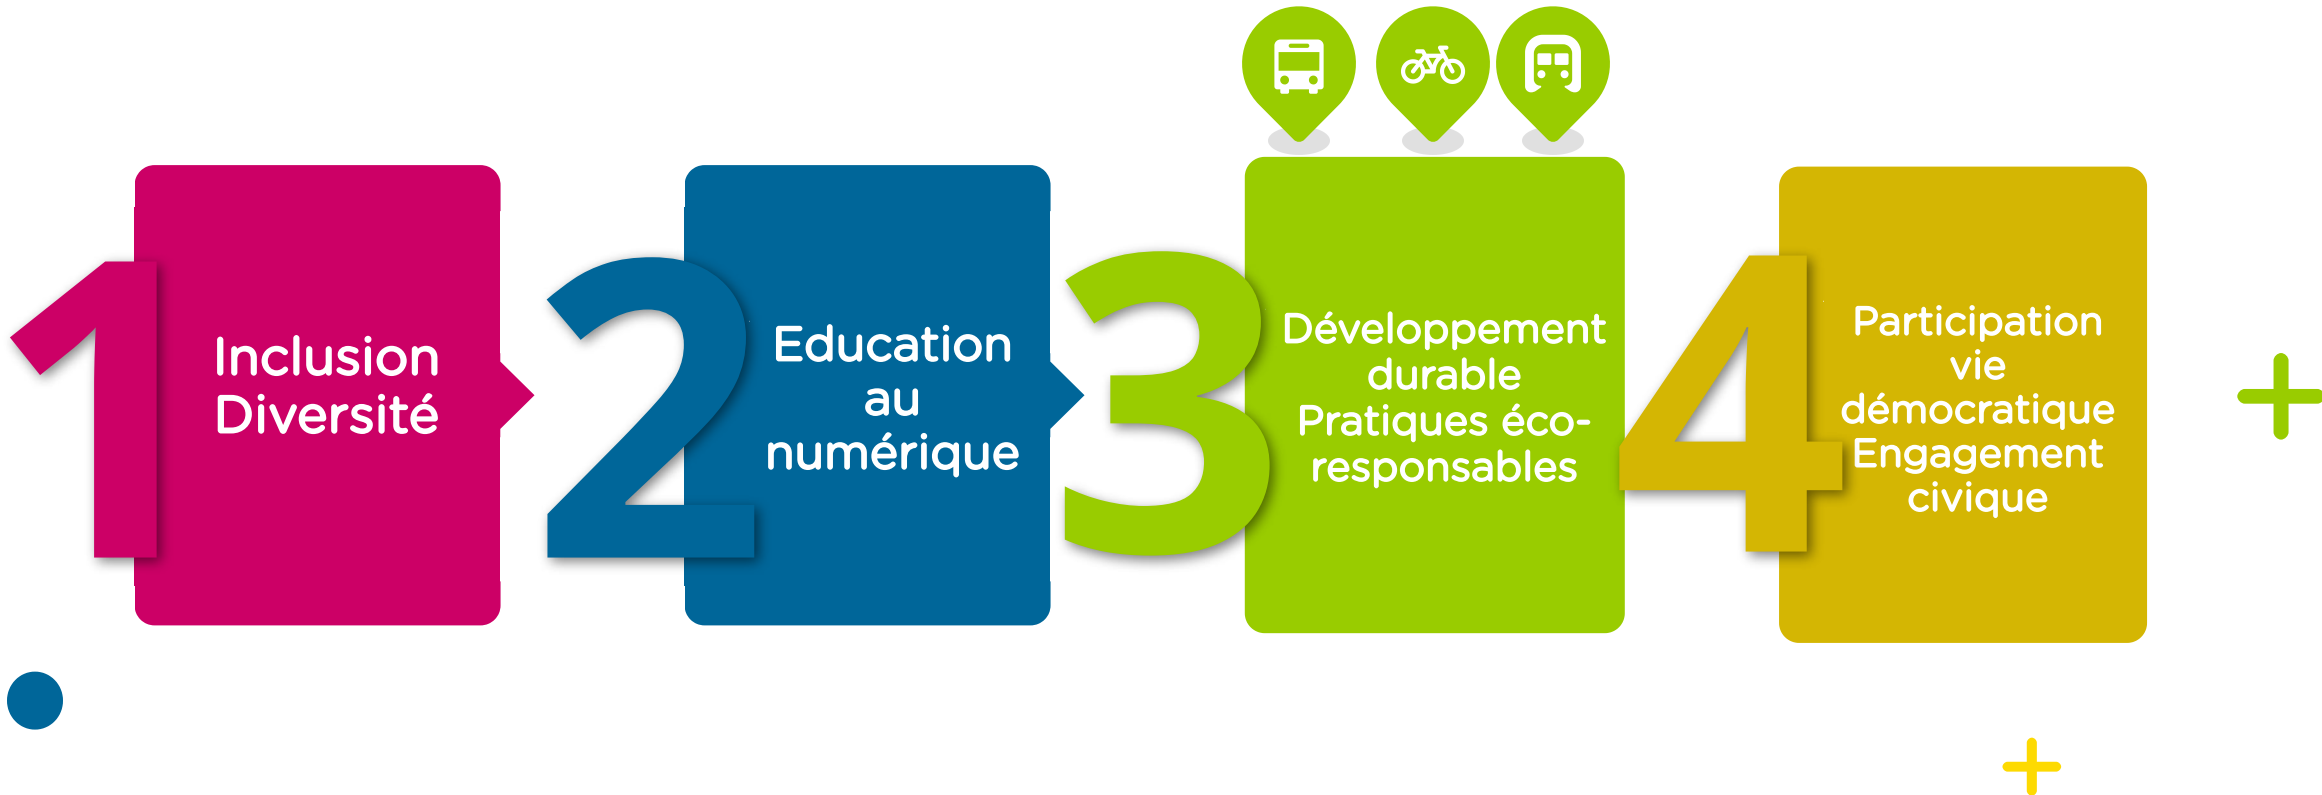 1
Inclusion
Diversité
2
Education
au
numérique
3
Développement
durable
Pratiques éco-
responsables
4
Participation
vie
démocratique
Engagement
civique